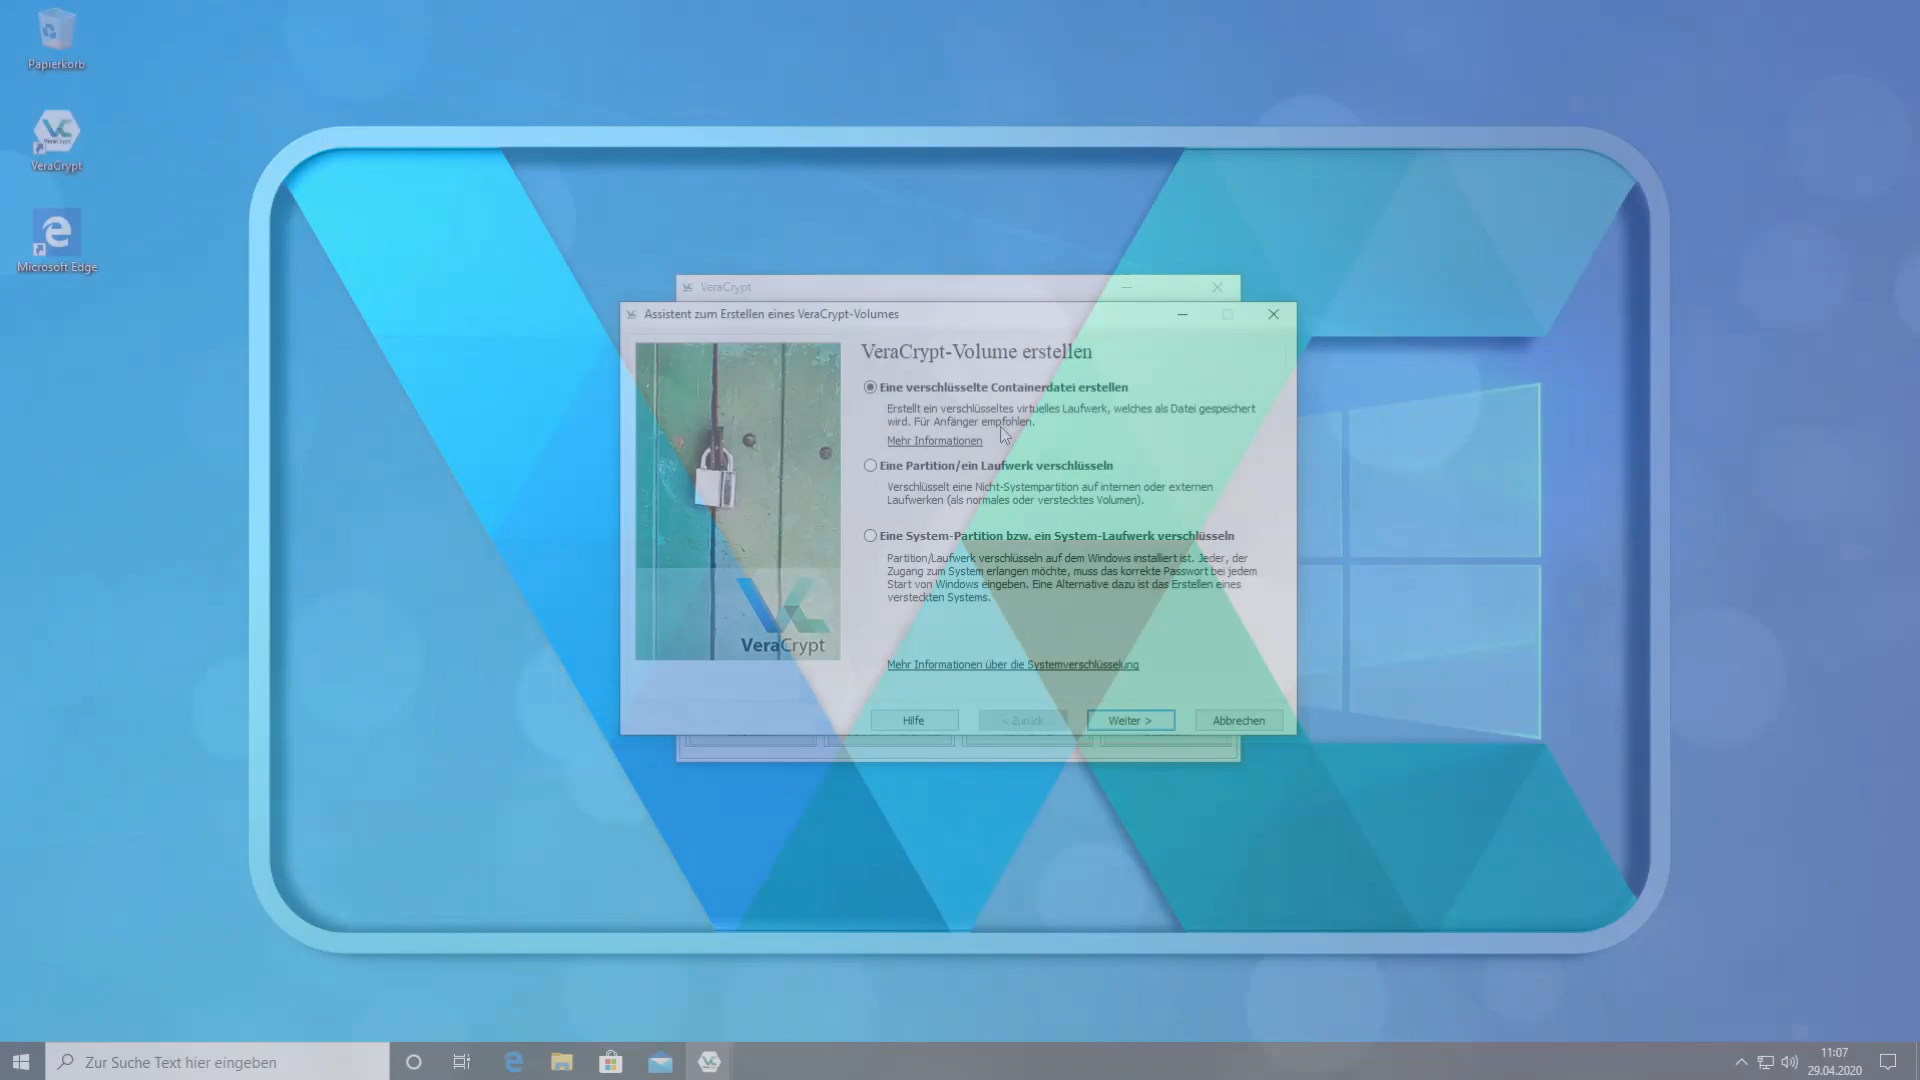 Papierkorb
VeraCrypt
VeraCrypt
Microsoft Edge
VeraCrypt
Assistent zum Erstellen eines VeraCrypt-Volumes
VeraCrypt-Volume erstellen
Eine verschlüsselte Containerdatei erstellen
Erstellt ein verschlüsseltes virtuelles Laufwerk, welches als Datei gespeichert
wird. Für Anfänger empfohlen.
Mehr Informationen
Eine Partition/ein Laufwerk verschlüsseln
Verschlüsselt eine Nicht-Systempartition auf internen oder externen
Laufwerken (als normales oder verstecktes Volumen).
Eine System-Partition bzw. ein System-Laufwerk verschlüsseln
Partition/Laufwerk verschlüsseln auf dem Windows installiert ist. Jeder, der
Zugang zum System erlangen möchte, muss das korrekte Passwort bei jedem
Start von Windows eingeben. Eine Alternative dazu ist das Erstellen eines
versteckten Systems.
VeraCrypt
Mehr Informationen über die Systemverschlüsselung
Hilfe
< Zurück
Weiter >
Abbrechen
Zur Suche Text hier eingeben
11:07
29.04.2020